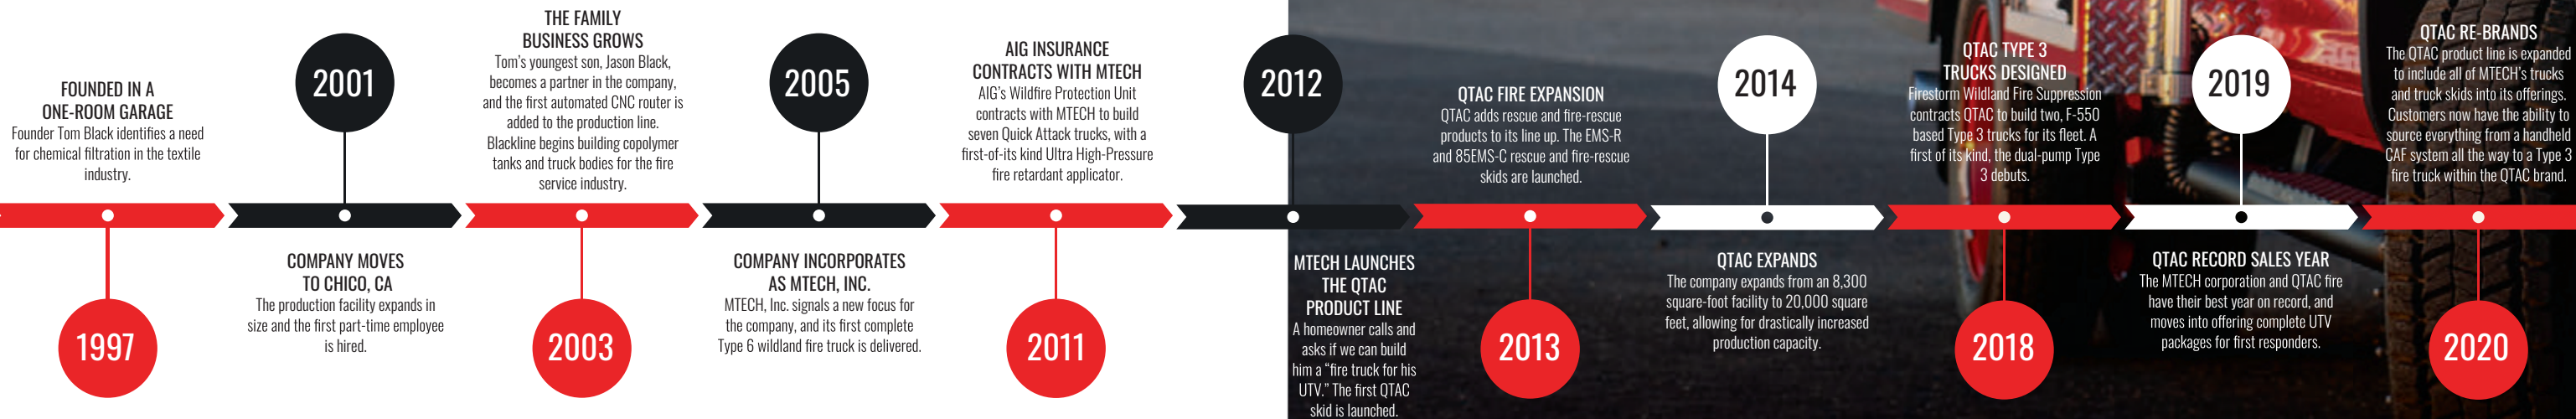 FOUNDED IN A
ONE-ROOM GARAGE
Founder Tom Black identifies a need
for chemical filtration in the textile
industry.
1997
2001
COMPANY MOVES
TO CHICO, CA
The production facility expands in
size and the first part-time employee
is hired.
THE FAMILY
BUSINESS GROWS
Tom's youngest son, Jason Black,
becomes a partner in the company,
and the first automated CNC router is
added to the production line.
Blackline begins building copolymer
tanks and truck bodies for the fire
service industry.
2003
2005
COMPANY INCORPORATES
AS MTECH, INC.
MTECH, Inc. signals a new focus for
the company, and its first complete
Type 6 wildland fire truck is delivered.
AIG INSURANCE
CONTRACTS WITH MTECH
AIG's Wildfire Protection Unit
contracts with MTECH to build
seven Quick Attack trucks, with a
first-of-its kind Ultra High-Pressure
fire retardant applicator.
2011
2012
MTECH LAUNCHES
THE QTAC
PRODUCT LINE
A homeowner calls and
asks if we can build
him a “fire truck for his
UTV.” The first QTAC
skid is launched.
QTAC FIRE EXPANSION
QTAC adds rescue and fire-rescue
products to its line up. The EMS-R
and 85EMS-C rescue and fire-rescue
skids are launched.
2013
2014
QTAC EXPANDS
The company expands from an 8,300
square-foot facility to 20,000 square
feet, allowing for drastically increased
production capacity.
QTAC TYPE 3
TRUCKS DESIGNED
Firestorm Wildland Fire Suppression
contracts QTAC to build two, F-550
based Type 3 trucks for its fleet. A
first of its kind, the dual-pump Type
3 debuts.
2018
2019
QTAC RECORD SALES YEAR
The MTECH corporation and QTAC fire
have their best year on record, and
moves into offering complete UTV
packages for first responders.
QTAC RE-BRANDS
The QTAC product line is expanded
to include all of MTECH's trucks
and truck skids into its offerings.
Customers now have the ability to
source everything from a handheld
CAF system all the way to a Type 3
fire truck within the QTAC brand.
2020